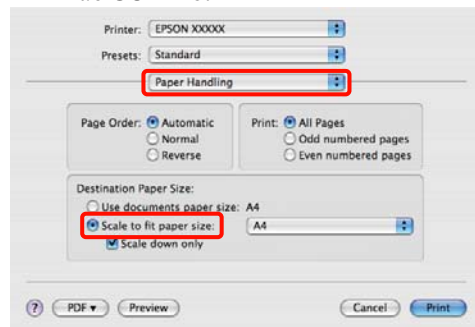 Printer: EPSON XXXXX
Presets: Standard
Paper Handling
Page Order: Automatic Print: All Pages
Normal Odd numbered pages
Reverse Even numbered pages
Destination Paper Size:
Use documents paper size: A4
Scale to fit paper size: A4
Scale down only
? PDF ▼ Preview Cancel Print